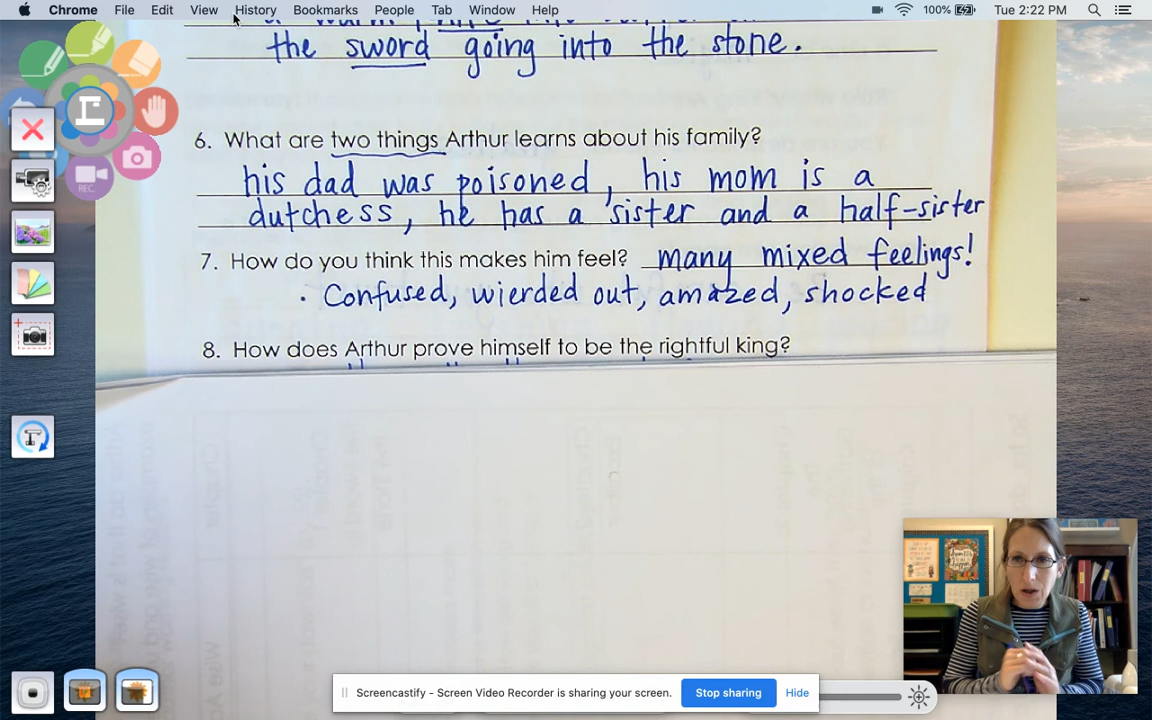 Chrome File Edit View History Bookmarks People Tab Window Help 100% Tue 2:22 PM
the sword going into the stone.
6. What are two things Arthur learns about his family?
his dad was poisoned, his mom is a
dutchess, he has a sister and a half-sister
7. How do you think this makes him feel? many mixed feelings!
· Confused, wierded out, amazed, shocked
8. How does Arthur prove himself to be the rightful king?
REC
Screencastify - Screen Video Recorder is sharing your screen. Stop sharing Hide